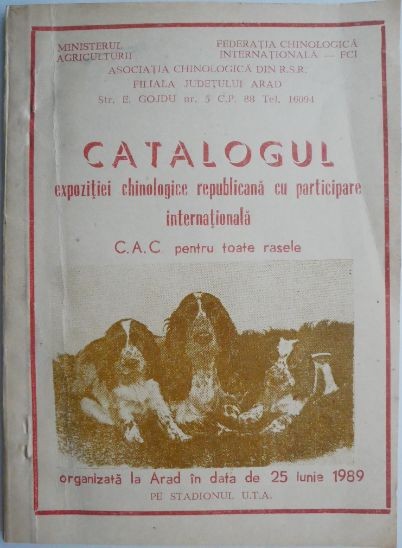 MINISTERUL
AGRICULTURII
FEDERAȚIA CHINOLOGICĂ
INTERNAȚIONALĂ — FCI
ASOCIAȚIA CHINOLOGICĂ DIN R.S.R.
FILIALA JUDEȚULUI ARAD
Str. E. GOJDU nr. 5 C.P. 88 Tel. 16094
CATALOGUL
expoziției chinologice republicană cu participare
internațională
C.A.C. pentru toate rasele
organizată la Arad în data de 25 Iunie 1989
PE STADIONUL U.T.A.